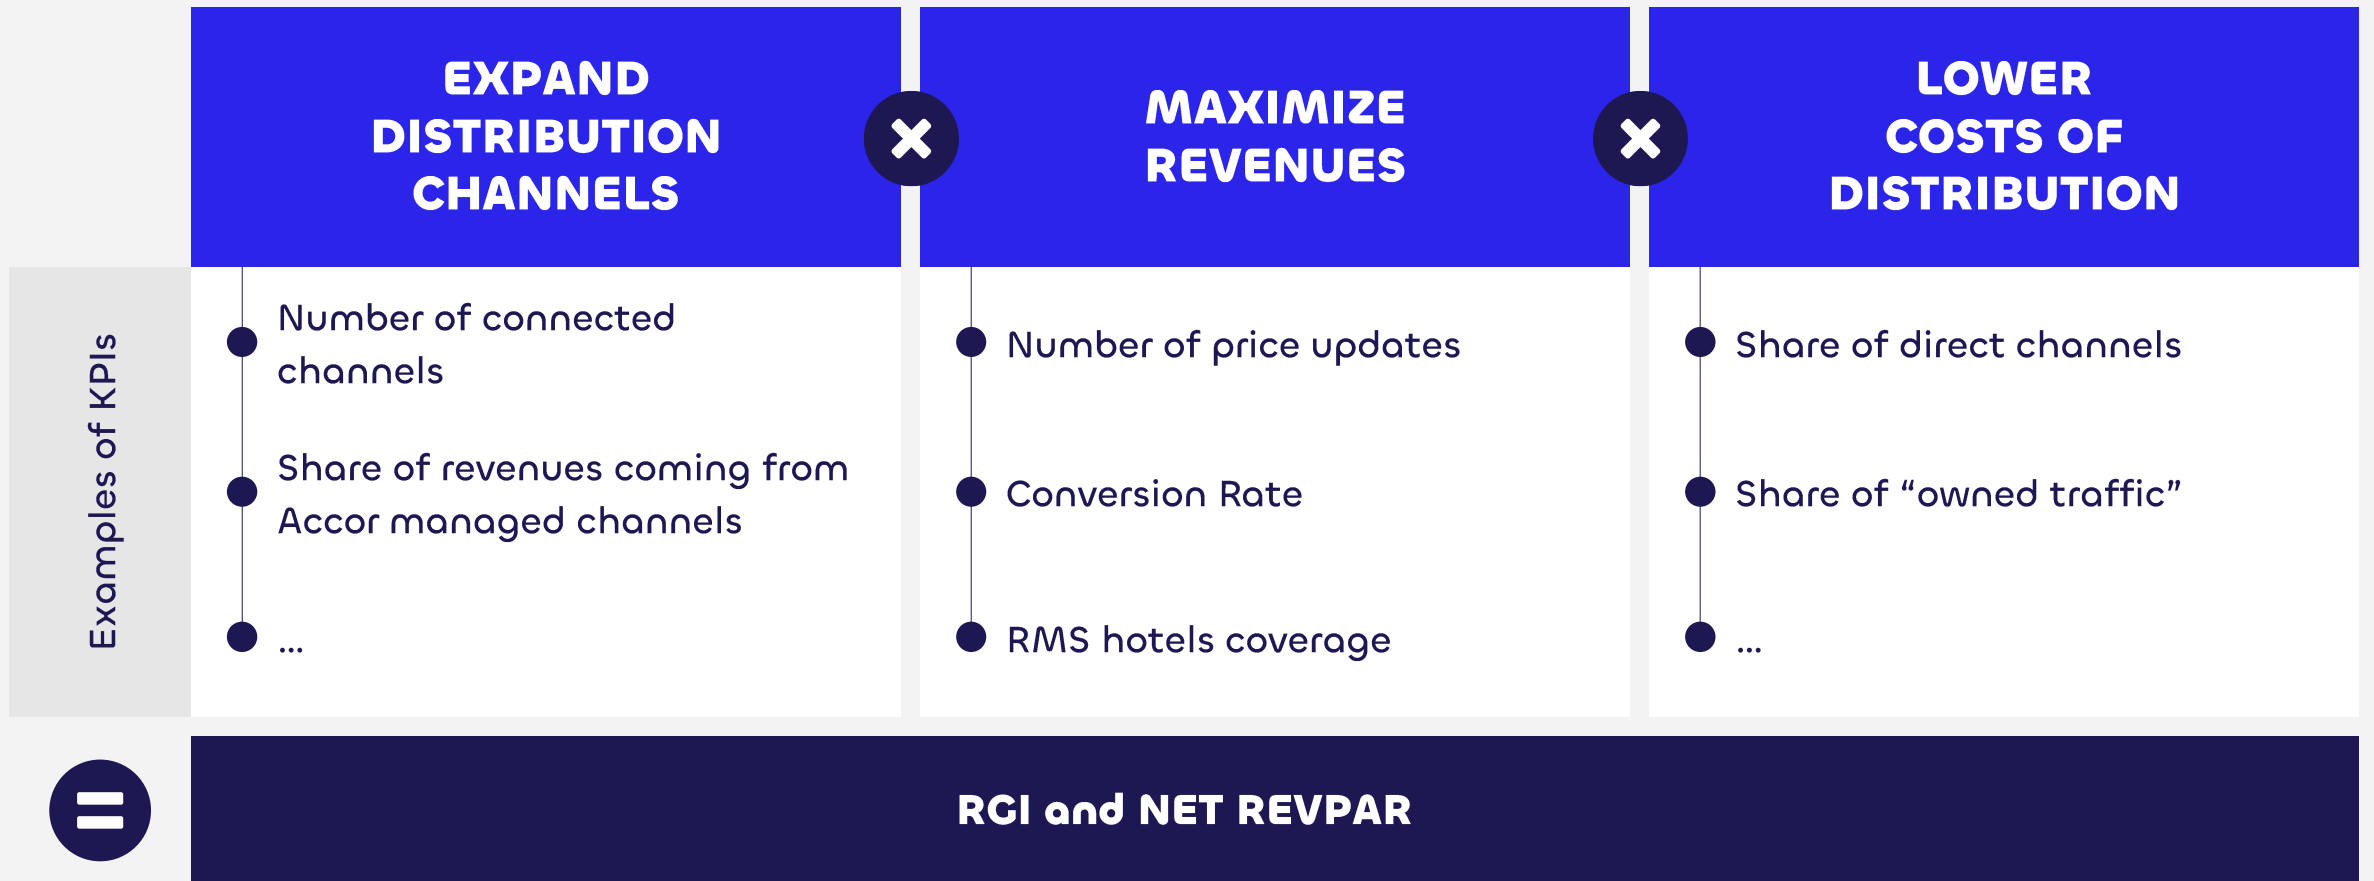 EXPAND
DISTRIBUTION
CHANNELS
MAXIMIZE
REVENUES
LOWER
COSTS OF
DISTRIBUTION
Examples of KPIs
Number of connected
channels
Share of revenues coming from
Accor managed channels
...
Number of price updates
Conversion Rate
RMS hotels coverage
Share of direct channels
Share of “owned traffic”
...
RGI and NET REVPAR